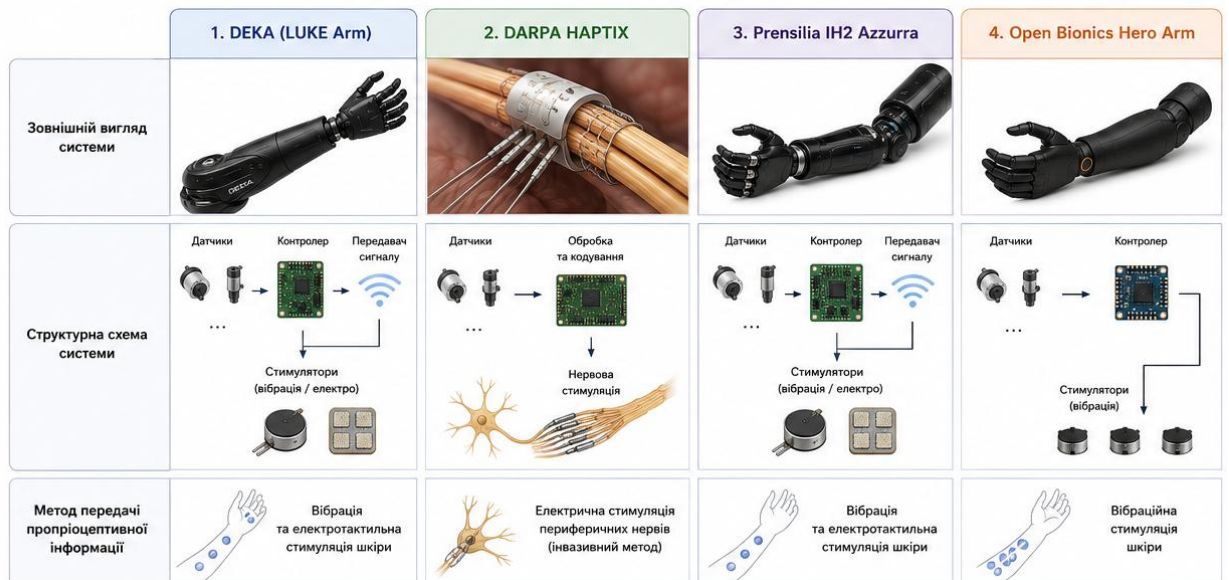 1. DEKA (LUKE Arm)
2. DARPA HAPTIX
3. Prensilia IH2 Azzurra
4. Open Bionics Hero Arm
Зовнішній вигляд
системи
DEKA
Структурна схема
системи
Датчики
...
Контролер
Передавач
сигналу
Стимулятори
(вібрація / електро)
Датчики
...
Обробка
та кодування
Нервова
стимуляція
Датчики
...
Контролер
Передавач
сигналу
Стимулятори
(вібрація / електро)
Датчики
...
Контролер
Стимулятори
(вібрація)
Метод передачі
пропріоцептивної
інформації
Вібрація
та електротактильна
стимуляція шкіри
Електрична стимуляція
периферичних нервів
(інвазивний метод)
Вібрація
та електротактильна
стимуляція шкіри
Вібраційна
стимуляція
шкіри